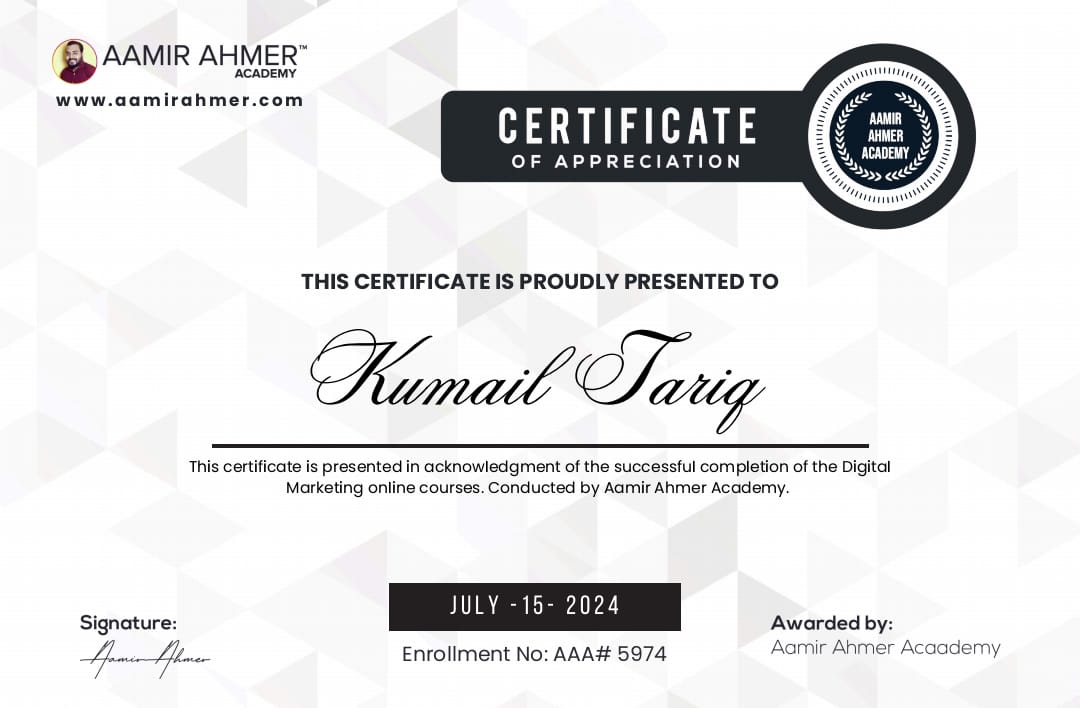 AAMIR AHMER™
ACADEMY
www.aamirahmer.com
CERTIFICATE
OF APPRECIATION
AAMIR
AHMER
ACADEMY
THIS CERTIFICATE IS PROUDLY PRESENTED TO
Kumail Tariq
This certificate is presented in acknowledgment of the successful completion of the Digital
Marketing online courses. Conducted by Aamir Ahmer Academy.
JULY -15- 2024
Enrollment No: AAA# 5974
Signature:
Aamir Ahmer
Awarded by:
Aamir Ahmer Acaademy